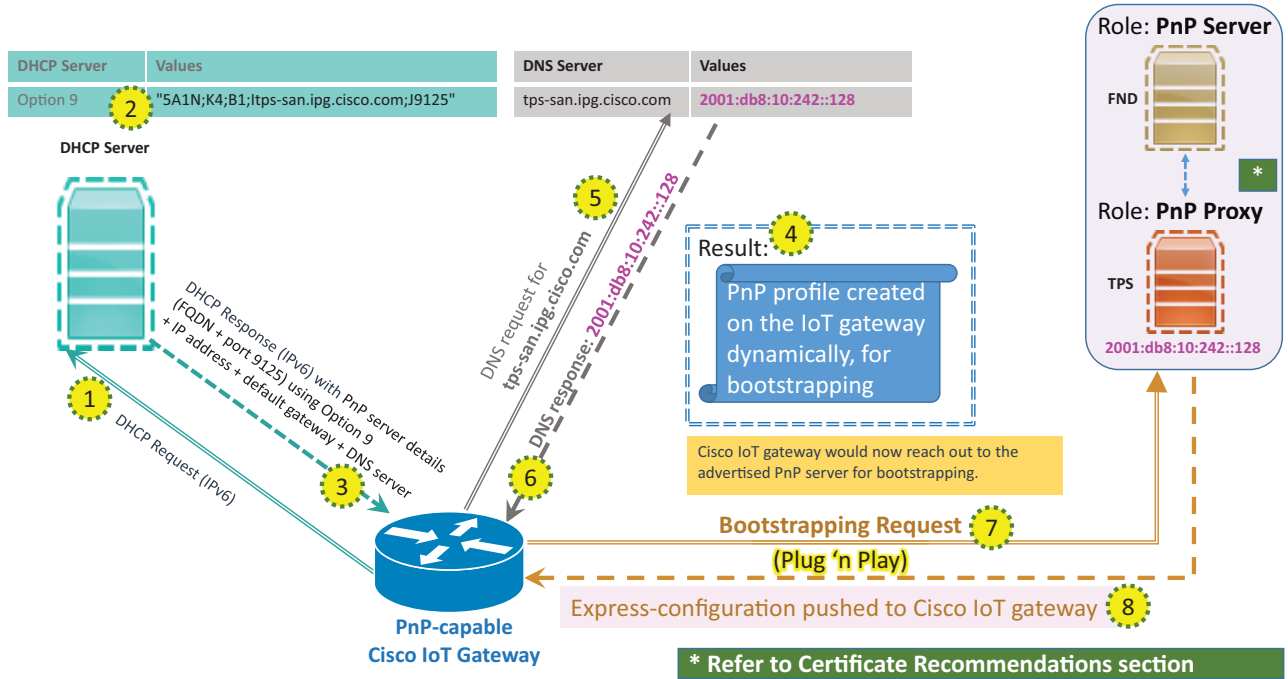 Role: PnP Server
FND
*
Role: PnP Proxy
TPS
2001:db8:10:242::128
DHCP Server Values
Option 9 "5A1N;K4;B1;Itps-san.ipg.cisco.com;J9125"
2
DNS Server Values
tps-san.ipg.cisco.com 2001:db8:10:242::128
DHCP Server
1
DHCP Request (IPv6)
DHCP Response (IPv6) with PnP server details
(FQDN + port 9125) using Option 9
+ IP address + default gateway + DNS server
3
5
DNS request for
tps-san.ipg.cisco.com
DNS response: 2001:db8:10:242::128
6
Result:
4
PnP profile created
on the IoT gateway
dynamically, for
bootstrapping
Cisco IoT gateway would now reach out to the
advertised PnP server for bootstrapping.
Bootstrapping Request
7
(Plug ‘n Play)
Express-configuration pushed to Cisco IoT gateway
8
PnP-capable
Cisco IoT Gateway
* Refer to Certificate Recommendations section